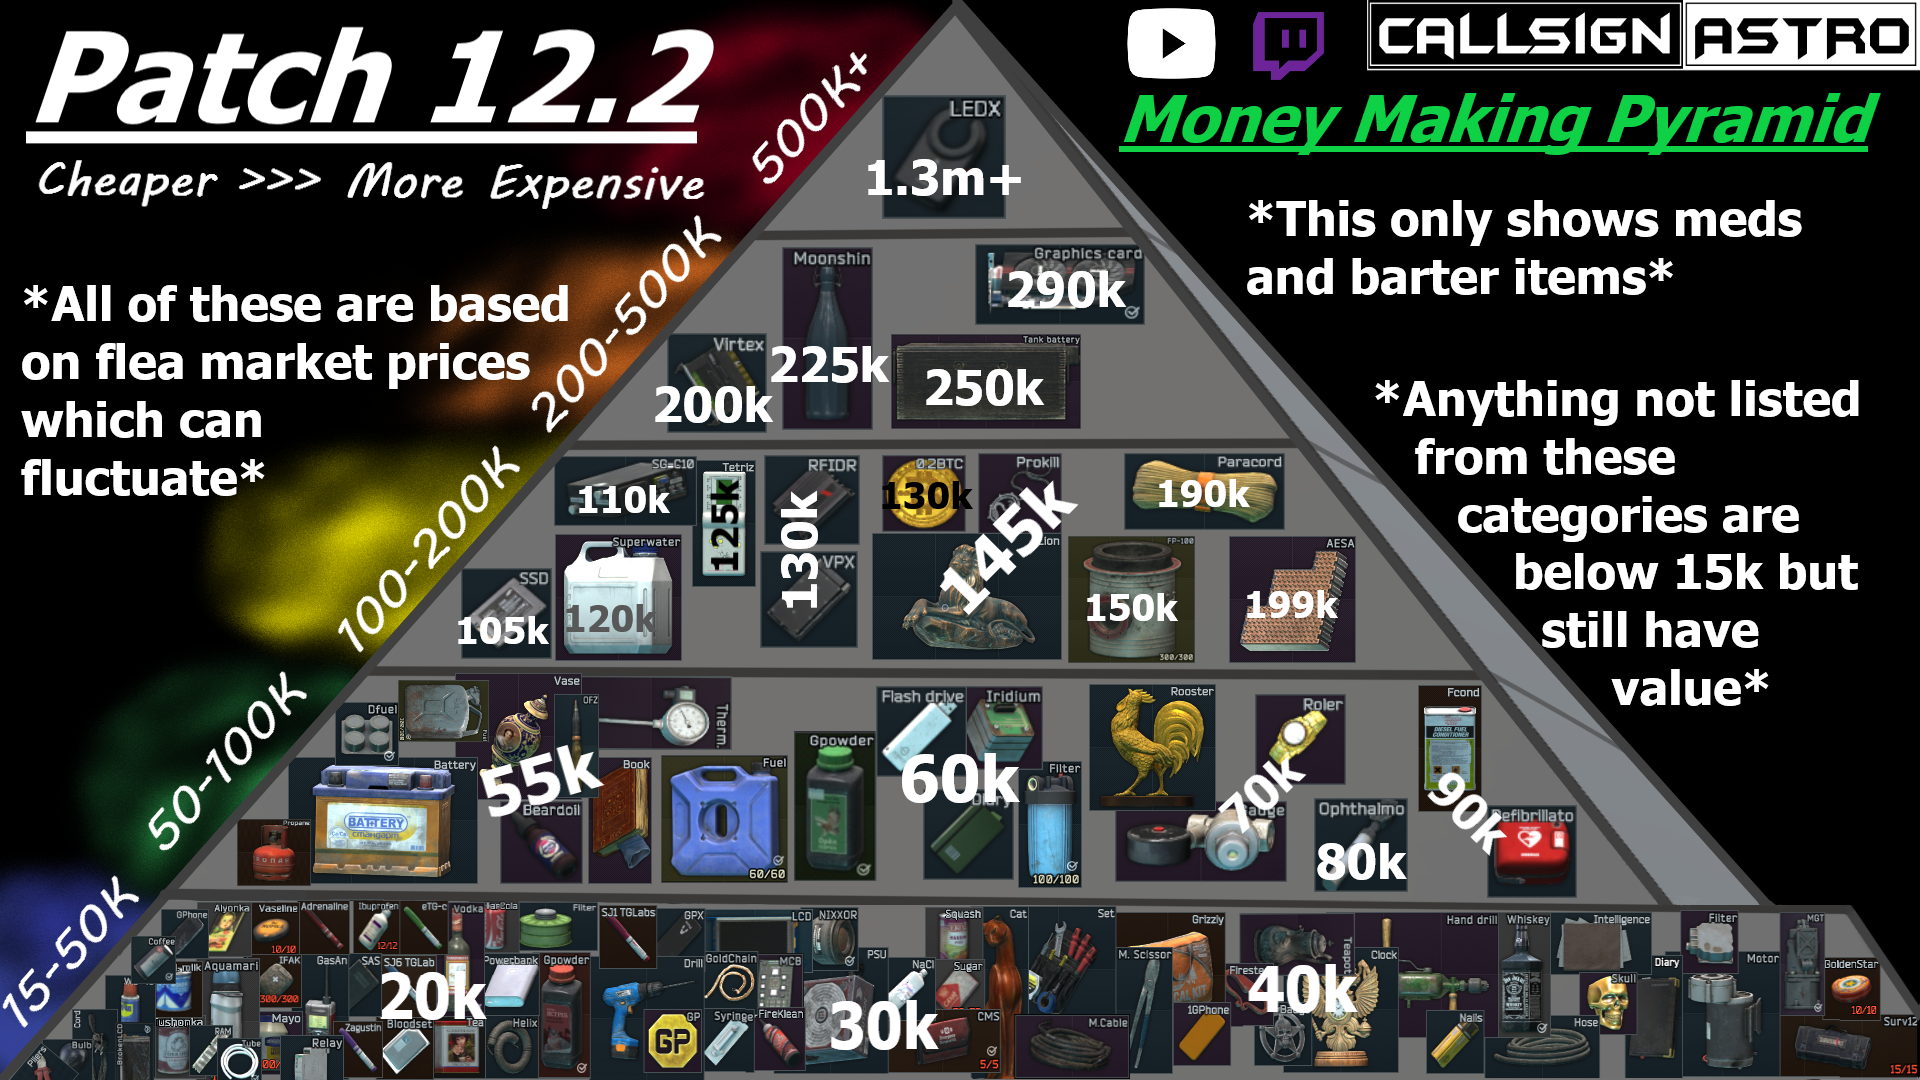 Patch 12.2
Cheaper >>> More Expensive
*All of these are based
on flea market prices
which can
fluctuate*
CALLSIGN ASTRO
Money Making Pyramid
*This only shows meds
and barter items*
*Anything not listed
from these
categories are
below 15k but
still have
value*
500K+
LEDX
1.3m+
200-500K
Moonshin
225k
Graphics card
290k
Virtex
200k
Tank battery
250k
100-200K
SG-C10
110k
Tetriz
125k
RFIDR
130k
VPX
0.2BTC
130k
Prokill
Lion
145k
Paracord
190k
SSD
105k
Superwater
120k
FP-100
150k
300/300
AESA
199k
50-100K
Dfuel
Fuel
Vase
OFZ
Therm.
Battery
BATTERY
Propane
55k
Beardoil
Book
Fuel
60/60
Gpowder
Flash drive
Iridium
60k
Diary
Filter
100/100
Rooster
Roler
70k
Gauge
Ophthalmo
80k
Fcond
DIESEL FUEL
CONDITIONER
90k
Defibrillato
15-50K
GPhone
Alyonka
Vaseline
10/10
Adrenaline
Ibuprofen
12/12
eTG-c
Vodka
Filter
SJ1 TGLabs
GPX
LCD
NIXXOR
Squash
Cat
Set
Grizzly
Hand drill
Whiskey
Intelligence
Filter
MGT
Coffee
Aquamari
IFAK
300/300
GasAn
SAS
SJ6 TGLab
20k
Powerbank
Gpowder
Drill
GoldChain
MCB
PSU
NaCl
Sugar
M. Scissor
Fireste
40k
Teapot
Clock
Skull
Diary
Motor
GoldenStar
10/10
Cord
Bulb
Pliers
RAM
Tube
Mayo
Relay
Zagustin
Bloodset
Tea
Helix
GP
GP
Syringe
FireKlean
30k
CMS
5/5
M.Cable
1GPhone
Nails
Hose
Surv12
15/15